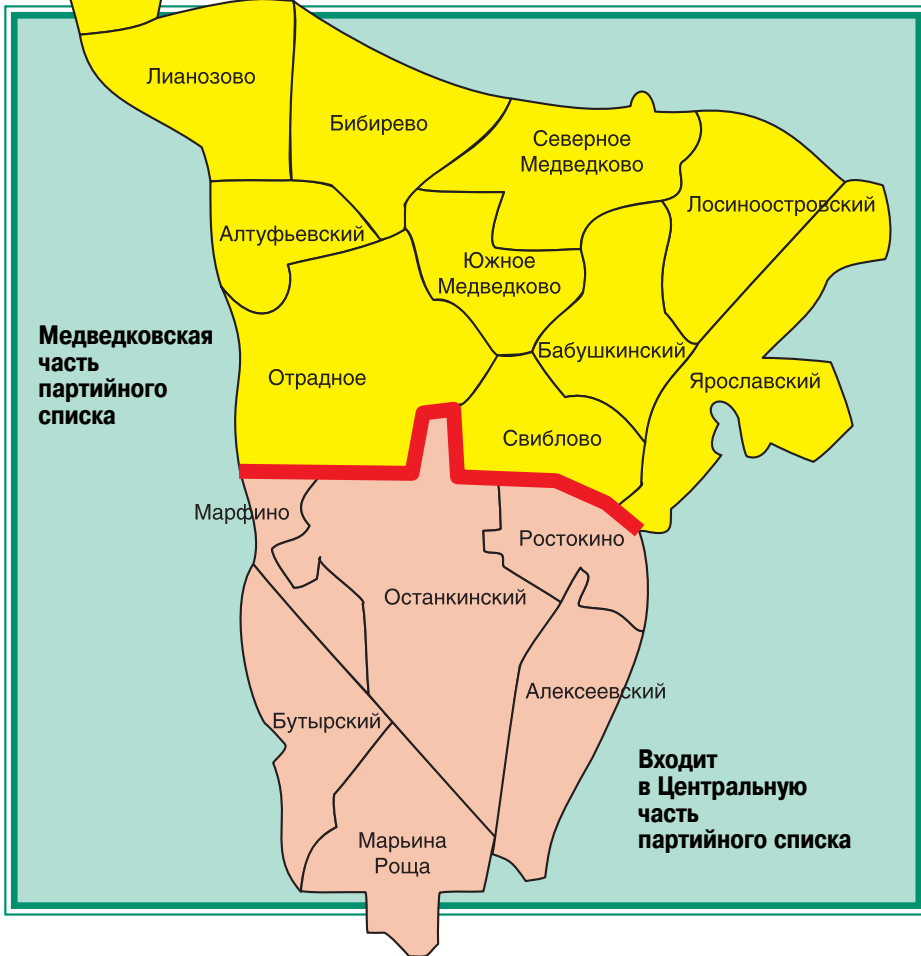 Лианозово
Бибирево
Северное
Медведково
Лосиноостровский
Алтуфьевский
Южное
Медведково
Медведковская
часть
партийного
списка
Бабушкинский
Отрадное
Ярославский
Свиблово
Марфино
Ростокино
Останкинский
Алексеевский
Бутырский
Входит
в Центральную
часть
партийного списка
Марьина
Роща